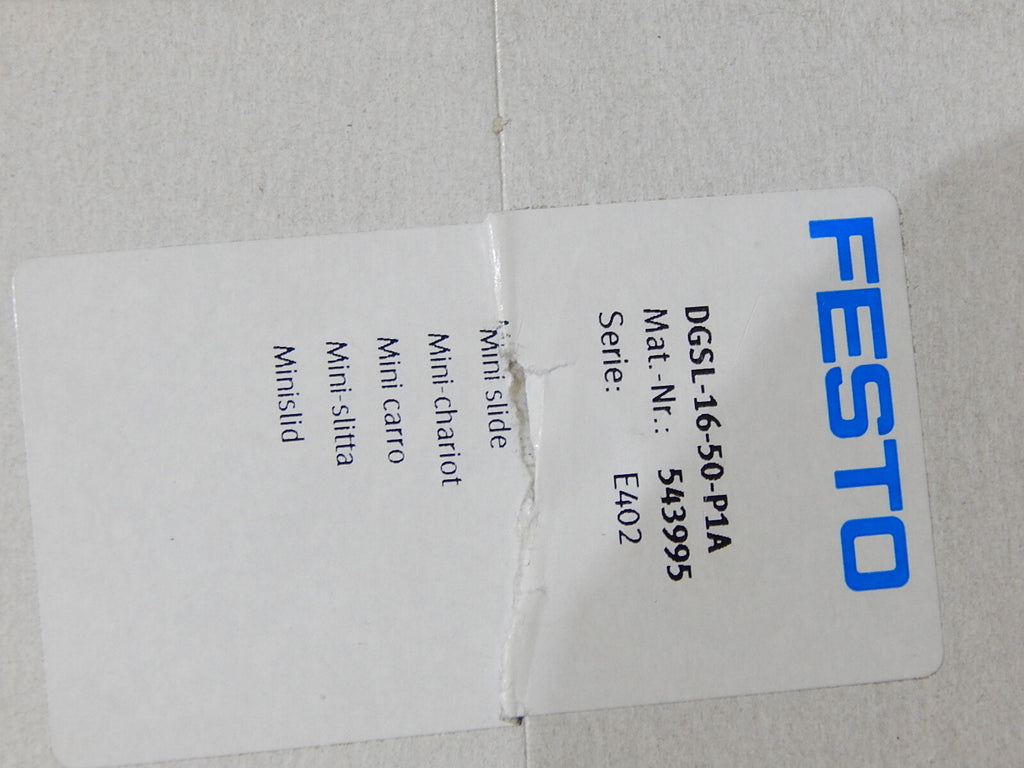 FESTO
DGSL-16-50-P1A
Mat.-Nr.: 543995
Serie: E402
Mini slide
Mini-chariot
Mini carro
Mini-slitta
Minislid